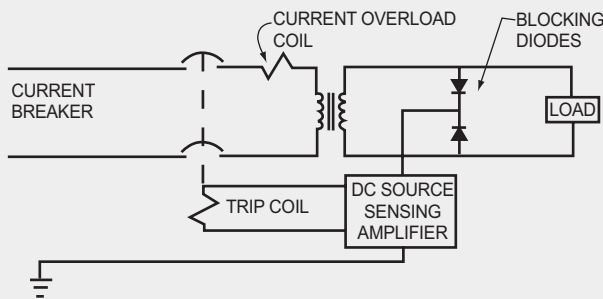 CURRENT OVERLOAD
COIL
BLOCKING
DIODES
CURRENT
BREAKER
LOAD
TRIP COIL
DC SOURCE
SENSING
AMPLIFIER